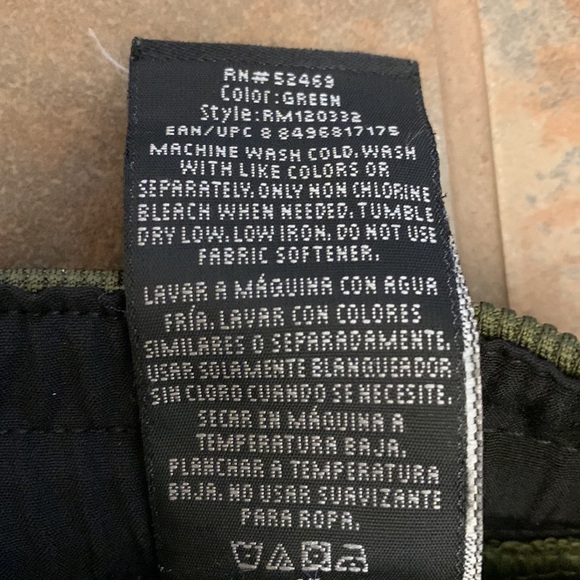 RN# 52469
Color: GREEN
Style: RM120332
EAN/UPC 8 8496817175
MACHINE WASH COLD. WASH
WITH LIKE COLORS OR
SEPARATELY. ONLY NON CHLORINE
BLEACH WHEN NEEDED. TUMBLE
DRY LOW. LOW IRON. DO NOT USE
FABRIC SOFTENER.
LAVAR A MÁQUINA CON AGUA
FRÍA. LAVAR CON COLORES
SIMILARES O SEPARADAMENTE.
USAR SOLAMENTE BLANQUEADOR
SIN CLORO CUANDO SE NECESITE.
SECAR EN MÁQUINA A
TEMPERATURA BAJA.
PLANCHAR A TEMPERATURA
BAJA. NO USAR SUAVIZANTE
PARA ROPA.